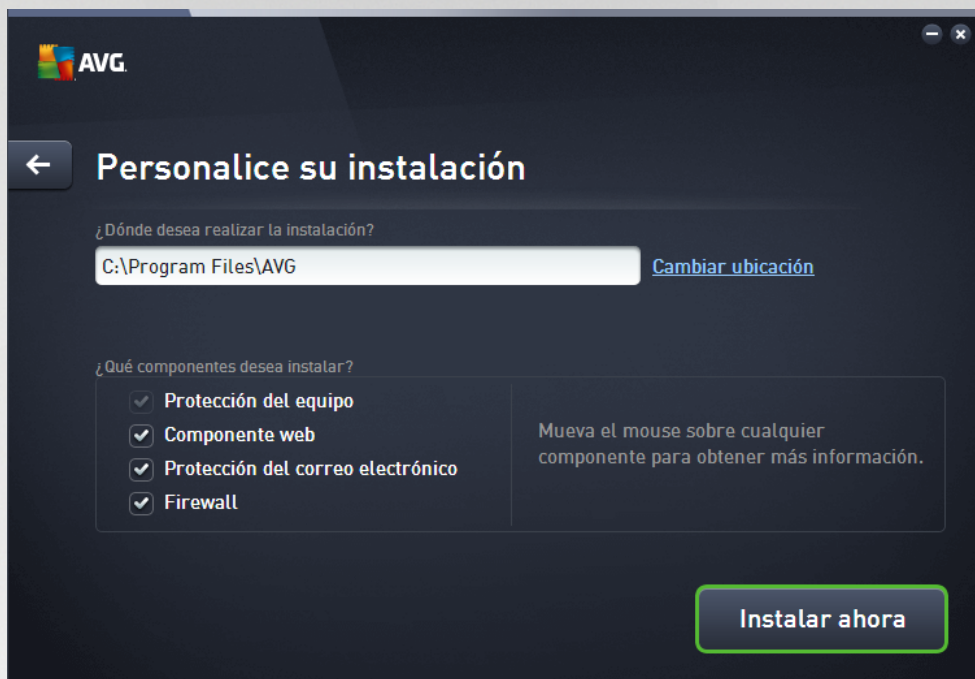 AVG.
Personalice su instalación
¿Dónde desea realizar la instalación?
C:\Program Files\AVG
Cambiar ubicación
¿Qué componentes desea instalar?
Protección del equipo
Componente web
Protección del correo electrónico
Firewall
Mueva el mouse sobre cualquier
componente para obtener más información.
Instalar ahora